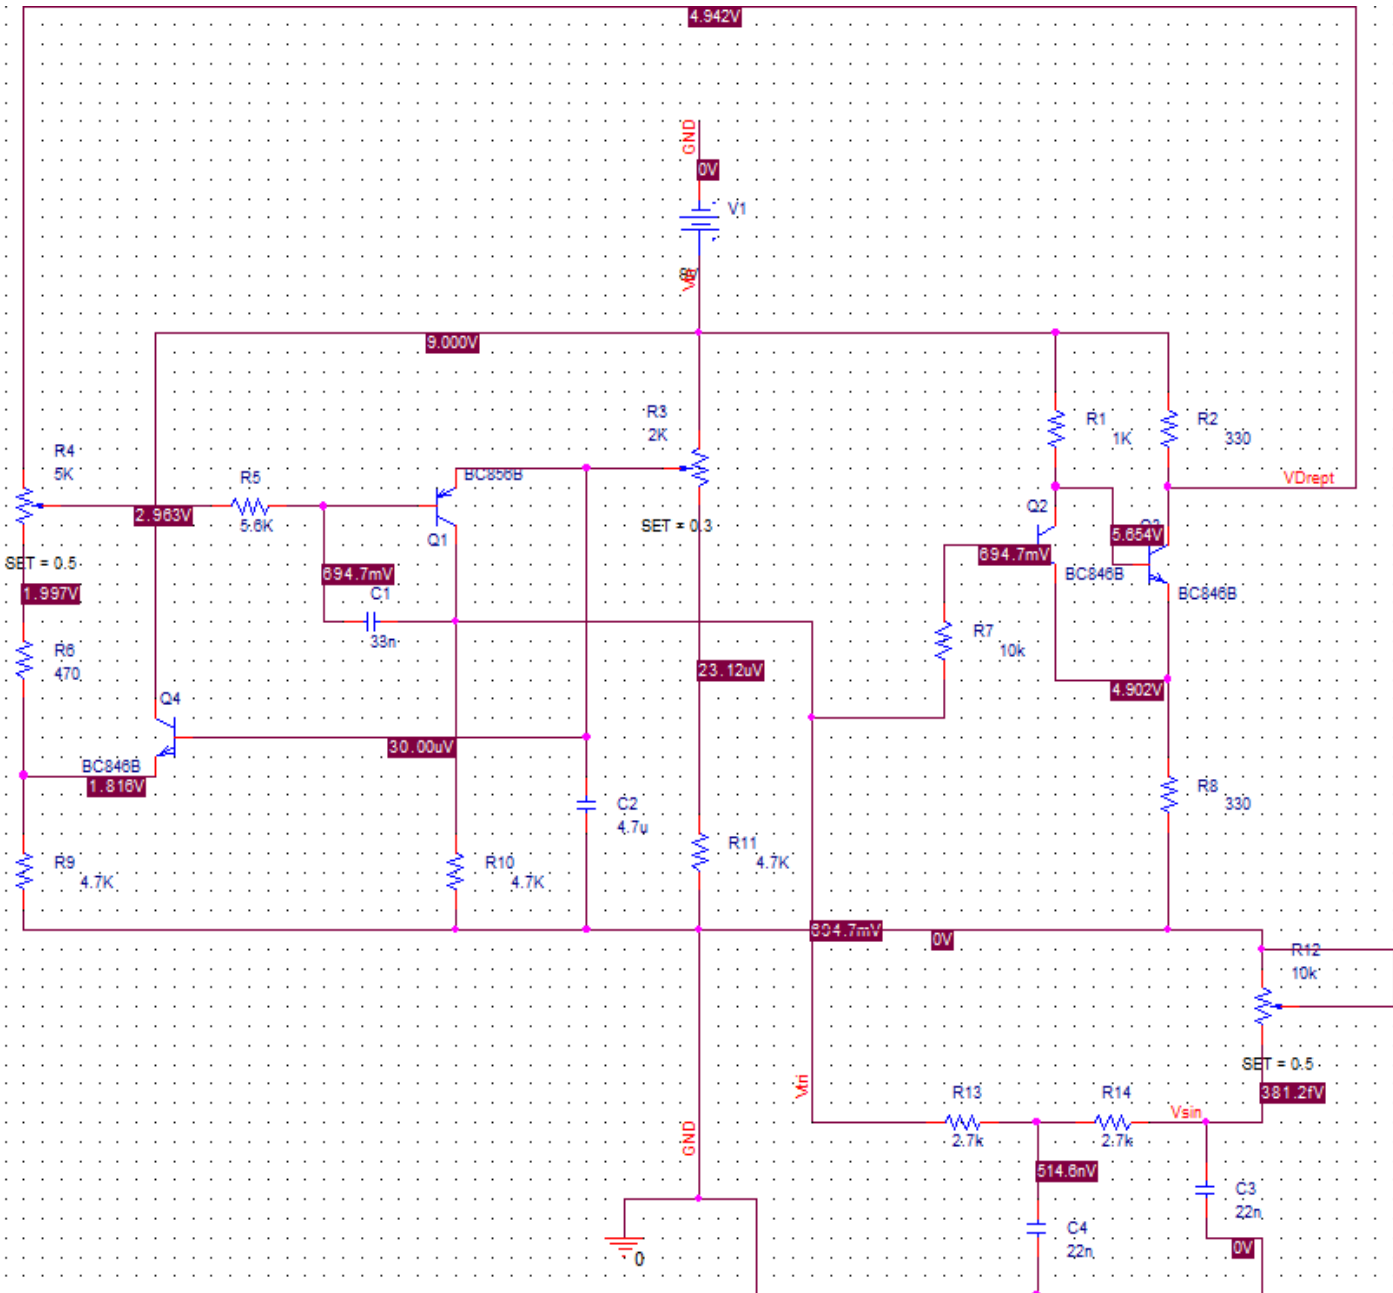 4.942V
GND
0V
V1
9.000V
R3
2K
R1
1K
R2
330
R4
5K
R5
5.6K
BC856B
VDrept
2.963V
Q1
SET = 0.3
Q2
5.654V
SET = 0.5
694.7mV
694.7mV
BC846B
1.997V
C1
BC846B
33n
R6
470
R7
10k
23.12uV
4.902V
Q4
30.00uV
BC846B
1.816V
C2
4.7u
R8
330
R9
4.7K
R10
4.7K
R11
4.7K
694.7mV
0V
R12
10k
SET = 0.5
Vtri
R13
2.7k
R14
2.7k
381.2fV
Vsin
GND
514.6nV
C3
22n
C4
22n
0V
0